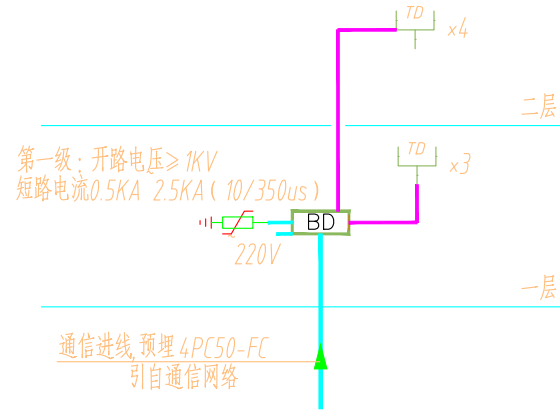 TD
x4
二层
第一级：开路电压≥1KV
TD
x3
短路电流0.5KA 2.5KA(10/350us)
BD
220V
一层
通信进线,预埋4PC50-FC
引自通信网络